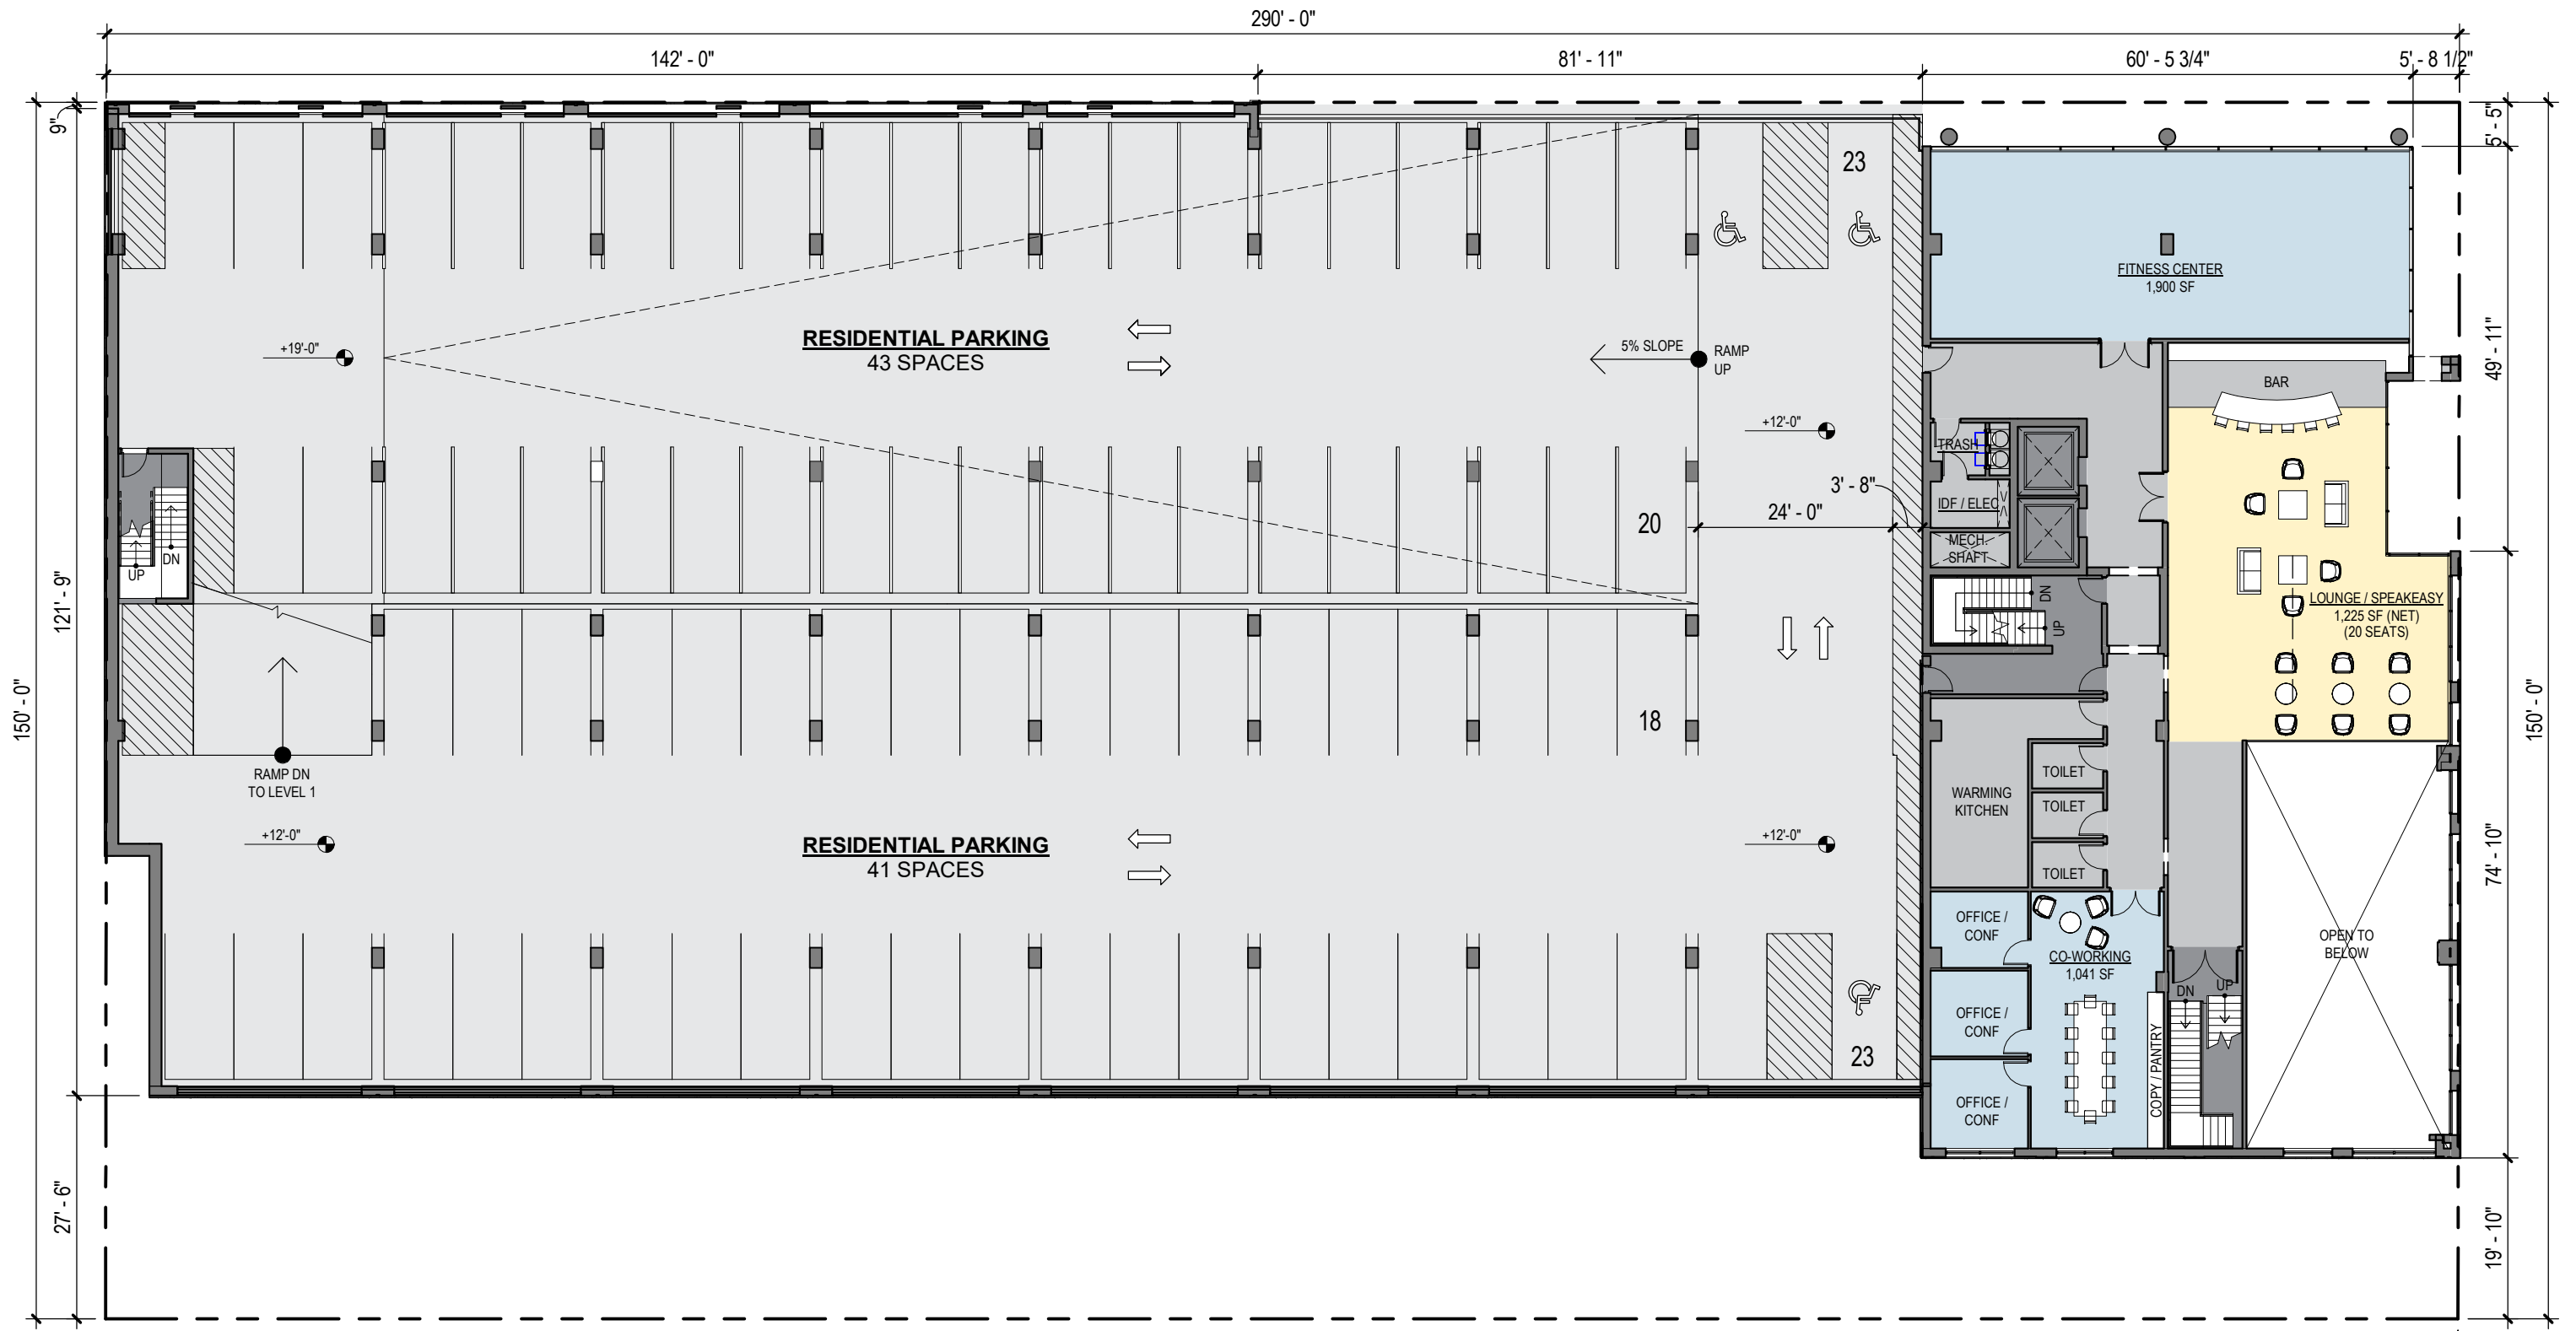 290' - 0"
142' - 0"
81' - 11"
60' - 5 3/4"
5' - 8 1/2"
9"
5' - 5"
23
FITNESS CENTER
1,900 SF
RESIDENTIAL PARKING
43 SPACES
+19'-0"
5% SLOPE
RAMP
UP
49' - 11"
BAR
+12'-0"
TRASH
3' - 8"
IDF / ELEC
20
24' - 0"
MECH.
SHAFT
UP
DN
121' - 9"
DN
UP
LOUNGE / SPEAKEASY
1,225 SF (NET)
(20 SEATS)
150' - 0"
150' - 0"
18
RAMP DN
TO LEVEL 1
TOILET
WARMING
KITCHEN
TOILET
TOILET
+12'-0"
RESIDENTIAL PARKING
41 SPACES
+12'-0"
74' - 10"
OFFICE /
CONF
OPEN TO
BELOW
CO-WORKING
1,041 SF
DN
UP
OFFICE /
CONF
23
COPY / PANTRY
OFFICE /
CONF
27' - 6"
19' - 10"